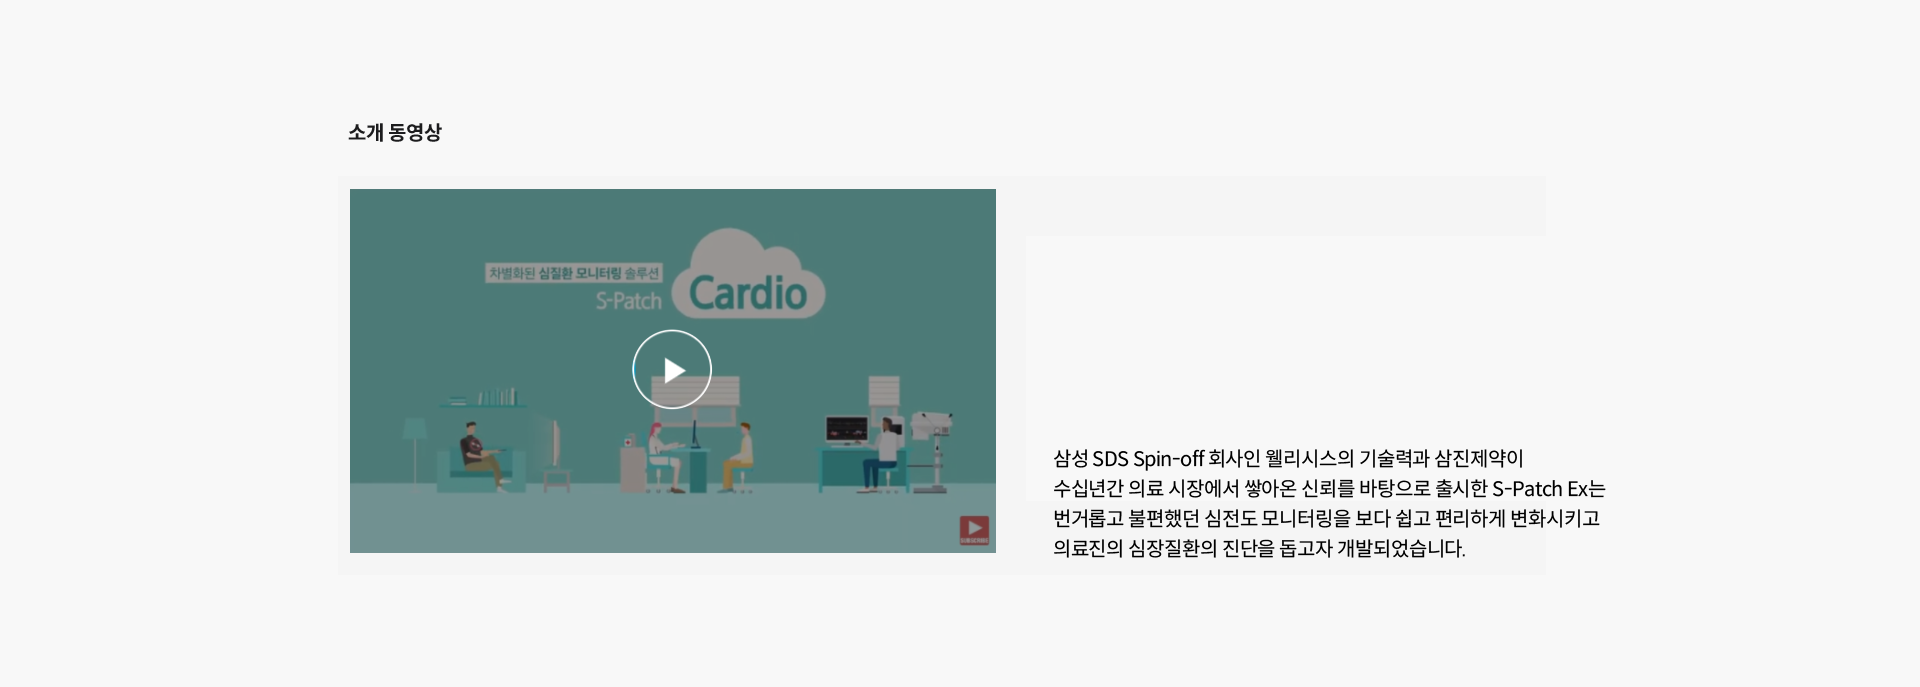 소개 동영상
차별화된 심질환 모니터링 솔루션
S-Patch
Cardio
삼성 SDS Spin-off 회사인 웰리시스의 기술력과 삼진제약이
수십년간 의료 시장에서 쌓아온 신뢰를 바탕으로 출시한 S-Patch Ex는
번거롭고 불편했던 심전도 모니터링을 보다 쉽고 편리하게 변화시키고
의료진의 심장질환의 진단을 돕고자 개발되었습니다.